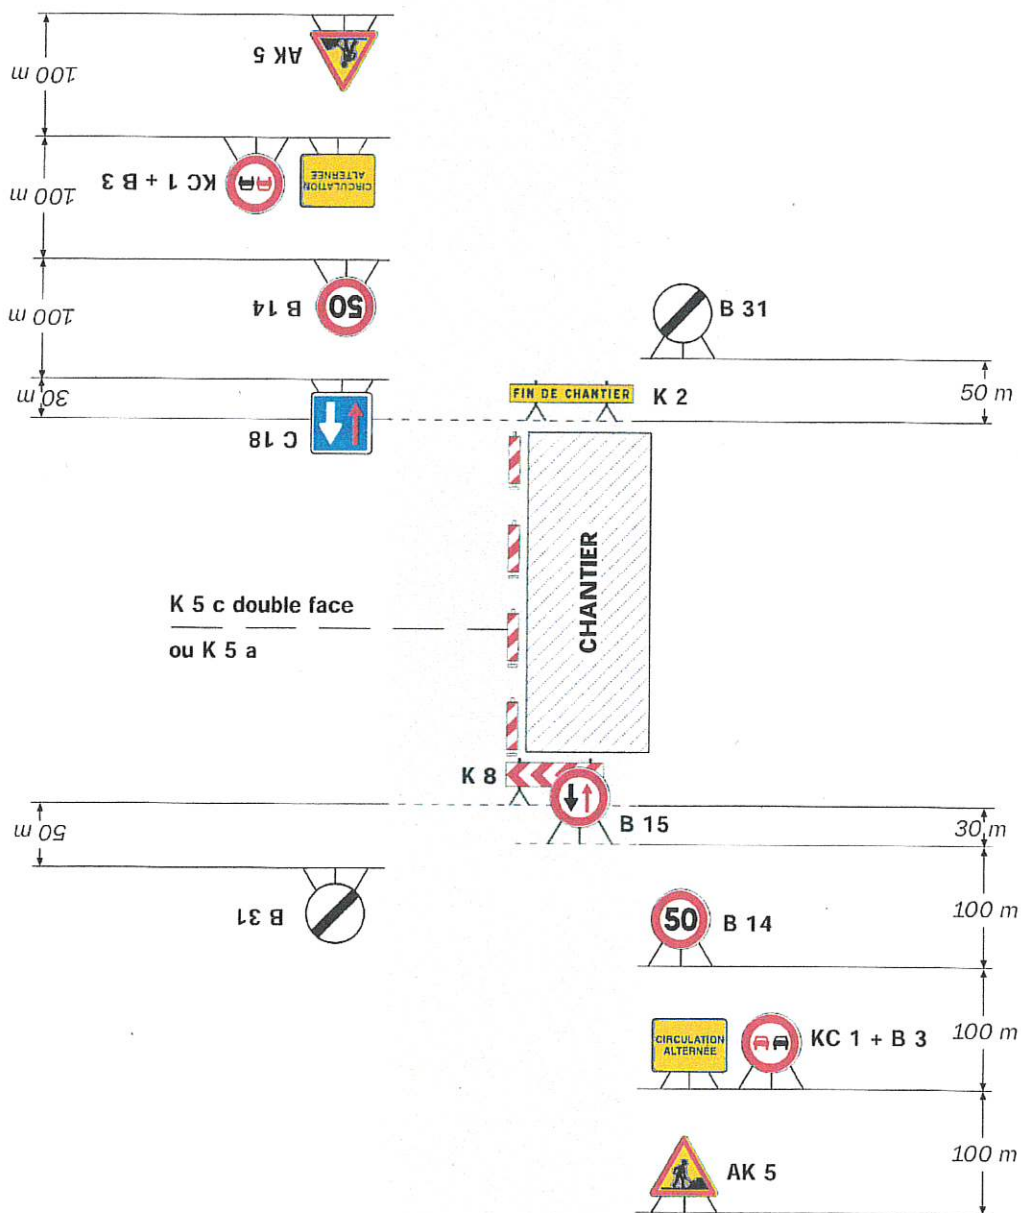 100 m
AK 5
100 m
KC 1 + B 3
CIRCULATION
ALTERNÉE
100 m
B 14
50
30 m
C 18
B 31
50 m
FIN DE CHANTIER
K 2
CHANTIER
K 5 c double face
ou K 5 a
K 8
B 15
30 m
50 m
B 31
50
B 14
100 m
CIRCULATION
ALTERNÉE
KC 1 + B 3
100 m
AK 5
100 m